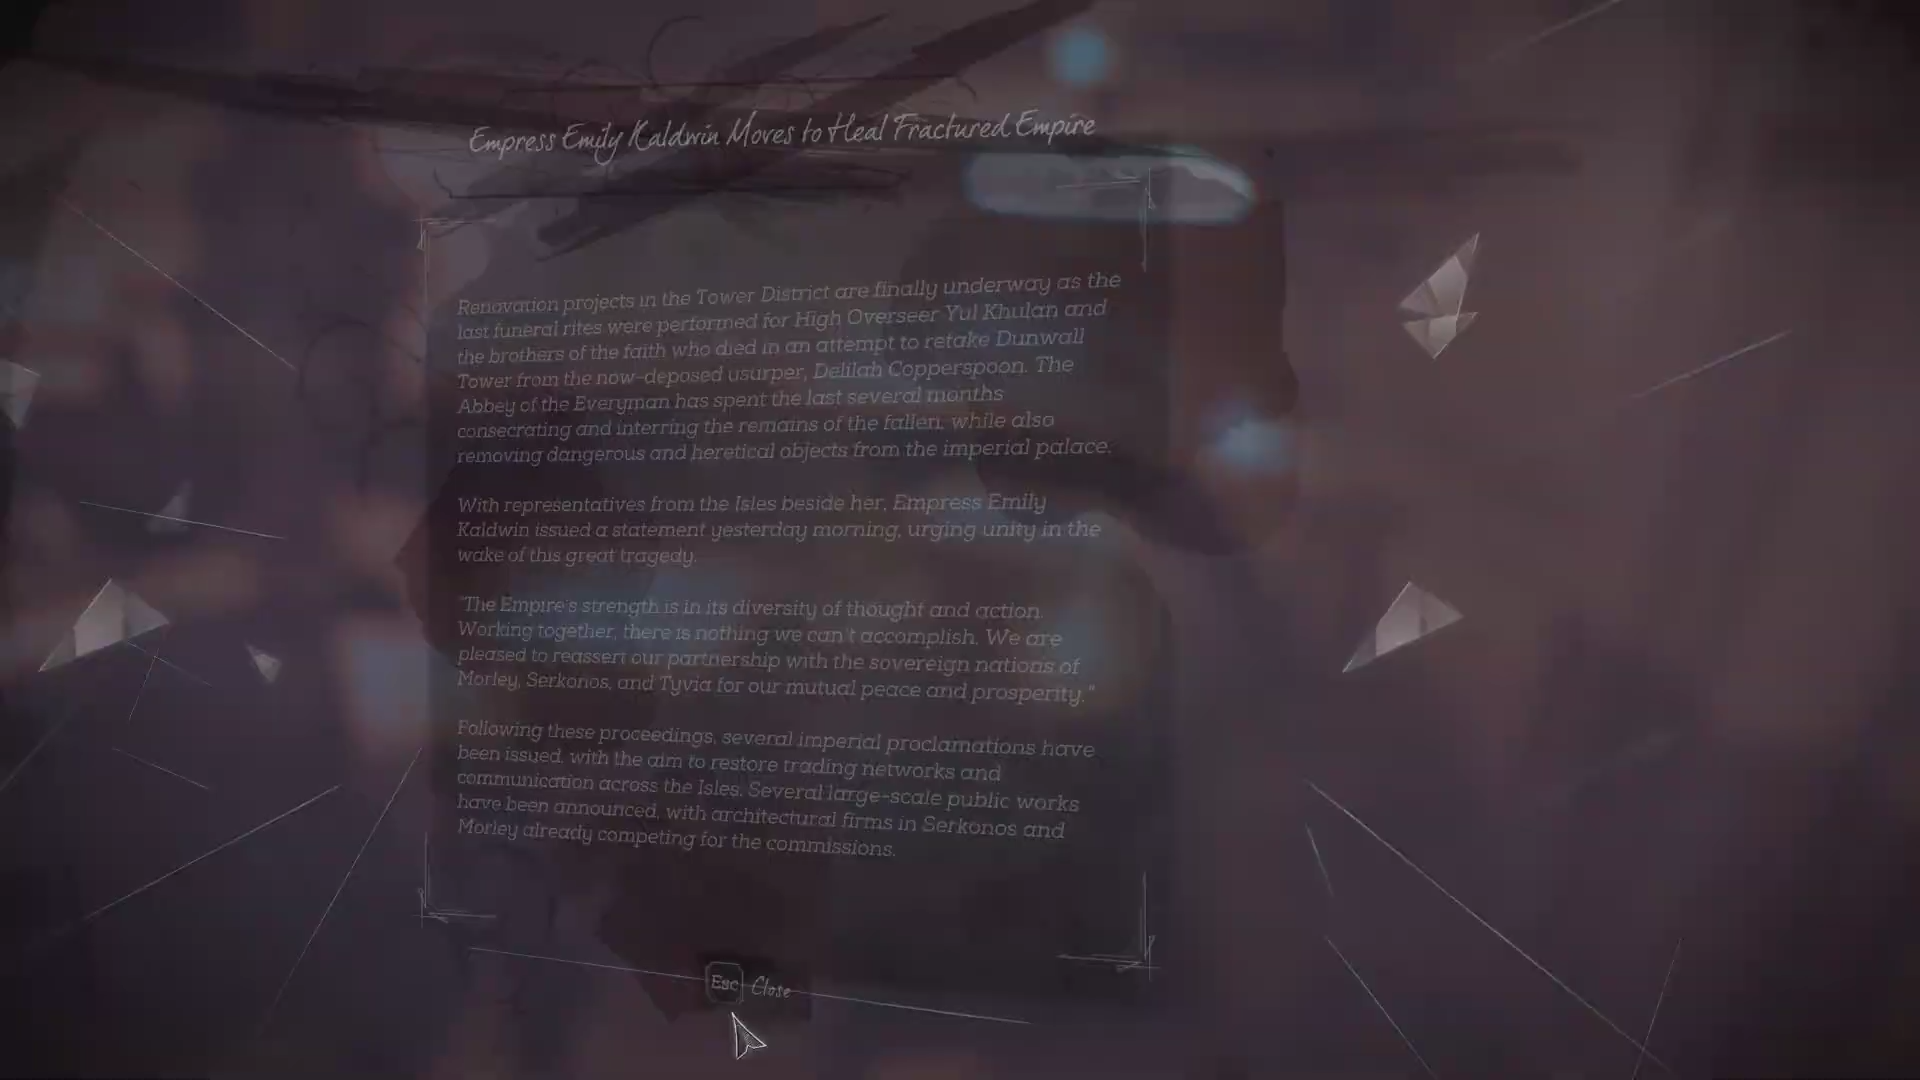 Empress Emily Kaldwin Moves to Heal Fractured Empire
Renovation projects in the Tower District are finally underway as the
last funeral rites were performed for High Overseer Yul Khulan and
the brothers of the faith who died in an attempt to retake Dunwall
Tower from the now-deposed usurper, Delilah Copperspoon. The
Abbey of the Everyman has spent the last several months
consecrating and interring the remains of the fallen, while also
removing dangerous and heretical objects from the imperial palace.
With representatives from the Isles beside her, Empress Emily
Kaldwin issued a statement yesterday morning, urging unity in the
wake of this great tragedy.
"The Empire's strength is in its diversity of thought and action.
Working together, there is nothing we can't accomplish. We are
pleased to reassert our partnership with the sovereign nations of
Morley, Serkonos, and Tyvia for our mutual peace and prosperity."
Following these proceedings, several imperial proclamations have
been issued, with the aim to restore trading networks and
communication across the Isles. Several large-scale public works
have been announced, with architectural firms in Serkonos and
Morley already competing for the commissions.
Esc Close